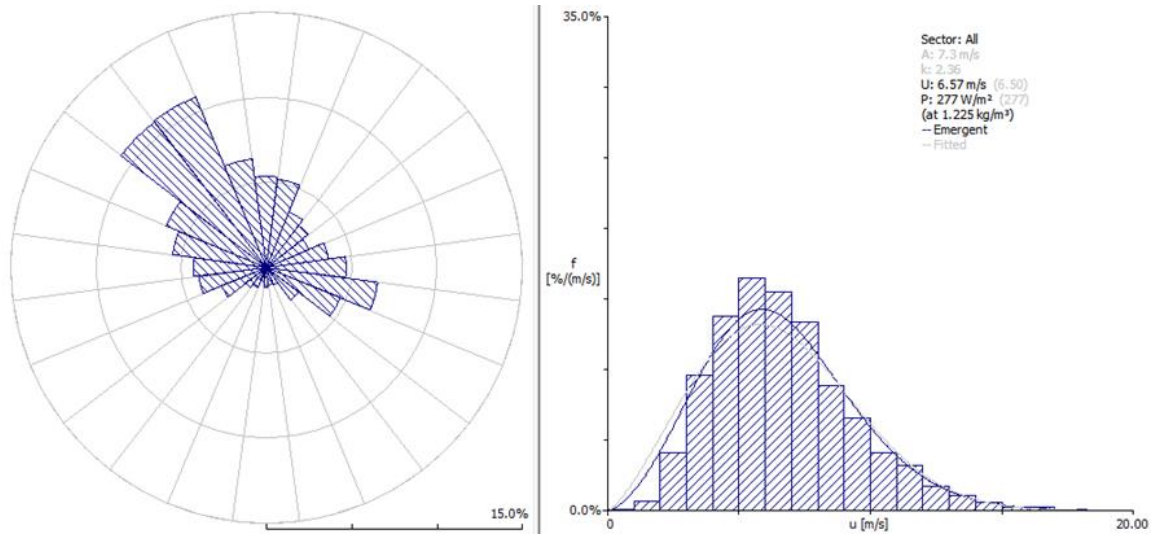 15.0%
35.0%
Sector: All
A: 7.3 m/s
k: 2.36
U: 6.57 m/s (6.50)
P: 277 W/m² (277)
(at 1.225 kg/m³)
-- Emergent
-- Fitted
f
[%/(m/s)]
0.0%
0
u [m/s]
20.00